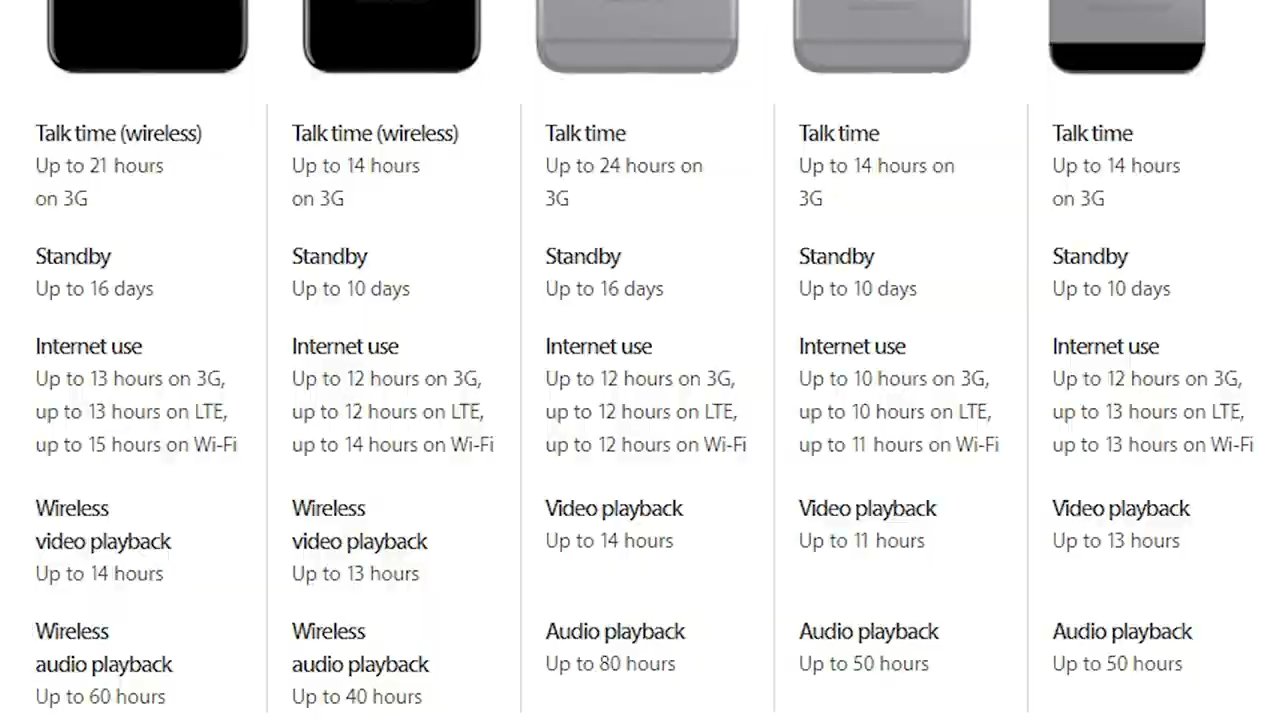 Talk time (wireless)
Up to 21 hours
on 3G
Standby
Up to 16 days
Internet use
Up to 13 hours on 3G,
up to 13 hours on LTE,
up to 15 hours on Wi-Fi
Wireless
video playback
Up to 14 hours
Wireless
audio playback
Up to 60 hours
Talk time (wireless)
Up to 14 hours
on 3G
Standby
Up to 10 days
Internet use
Up to 12 hours on 3G,
up to 12 hours on LTE,
up to 14 hours on Wi-Fi
Wireless
video playback
Up to 13 hours
Wireless
audio playback
Up to 40 hours
Talk time
Up to 24 hours on
3G
Standby
Up to 16 days
Internet use
Up to 12 hours on 3G,
up to 12 hours on LTE,
up to 12 hours on Wi-Fi
Video playback
Up to 14 hours
Audio playback
Up to 80 hours
Talk time
Up to 14 hours on
3G
Standby
Up to 10 days
Internet use
Up to 10 hours on 3G,
up to 10 hours on LTE,
up to 11 hours on Wi-Fi
Video playback
Up to 11 hours
Audio playback
Up to 50 hours
Talk time
Up to 14 hours
on 3G
Standby
Up to 10 days
Internet use
Up to 12 hours on 3G,
up to 13 hours on LTE,
up to 13 hours on Wi-Fi
Video playback
Up to 13 hours
Audio playback
Up to 50 hours